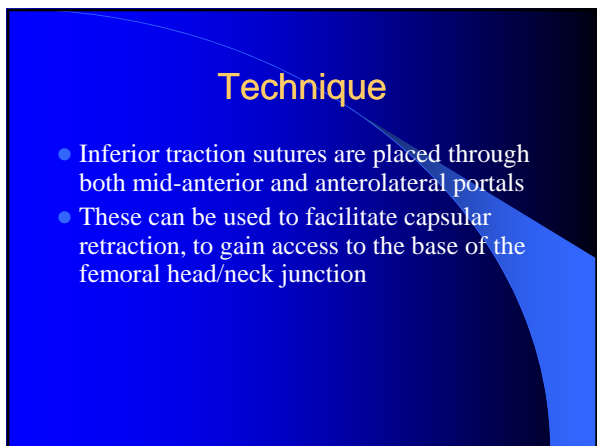 Technique
Inferior traction sutures are placed through
both mid-anterior and anterolateral portals
These can be used to facilitate capsular
retraction, to gain access to the base of the
femoral head/neck junction